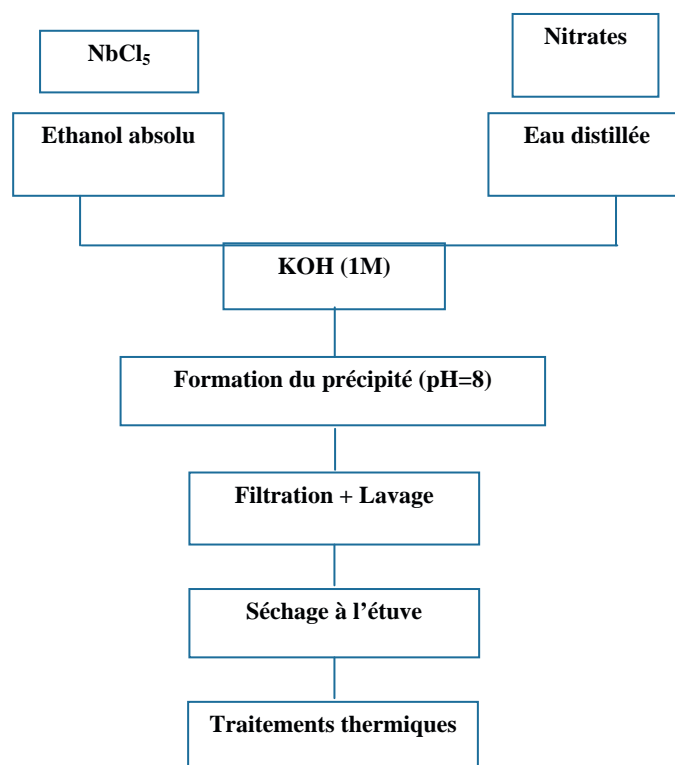 NbCl₅
Nitrates
Ethanol absolu
Eau distillée
KOH (1M)
Formation du précipité (pH=8)
Filtration + Lavage
Séchage à l’étuve
Traitements thermiques